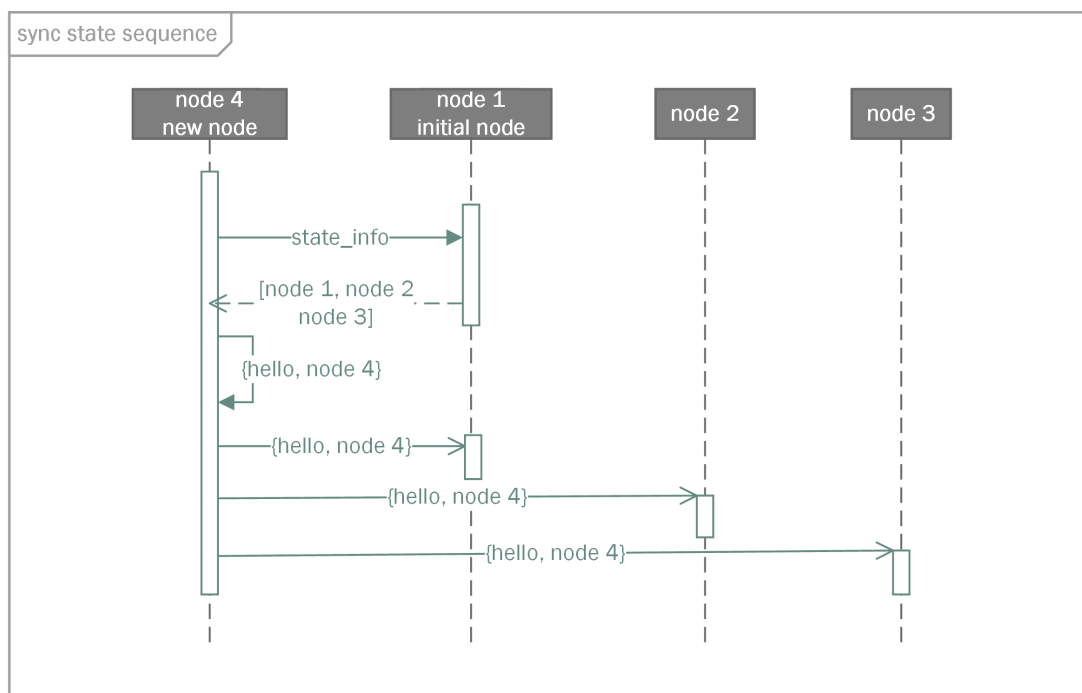 sync state sequence
node 4
new node
node 1
initial node
node 2
node 3
state_info
[node 1, node 2
node 3]
{hello, node 4}
{hello, node 4}
{hello, node 4}
{hello, node 4}